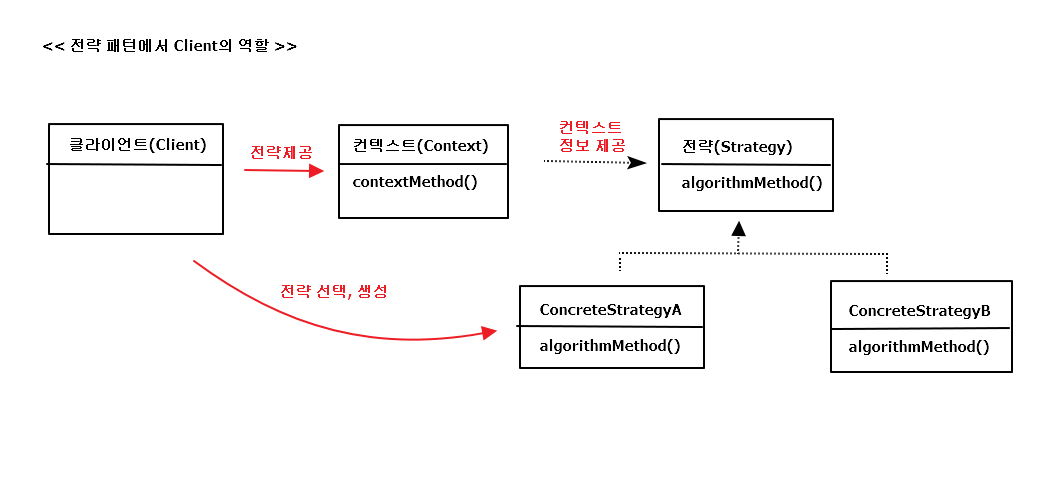 << 전략 패턴에서 Client의 역할 >>
클라이언트(Client)
전략제공
컨텍스트(Context)
contextMethod()
컨텍스트
정보 제공
전략(Strategy)
algorithmMethod()
전략 선택, 생성
ConcreteStrategyA
algorithmMethod()
ConcreteStrategyB
algorithmMethod()